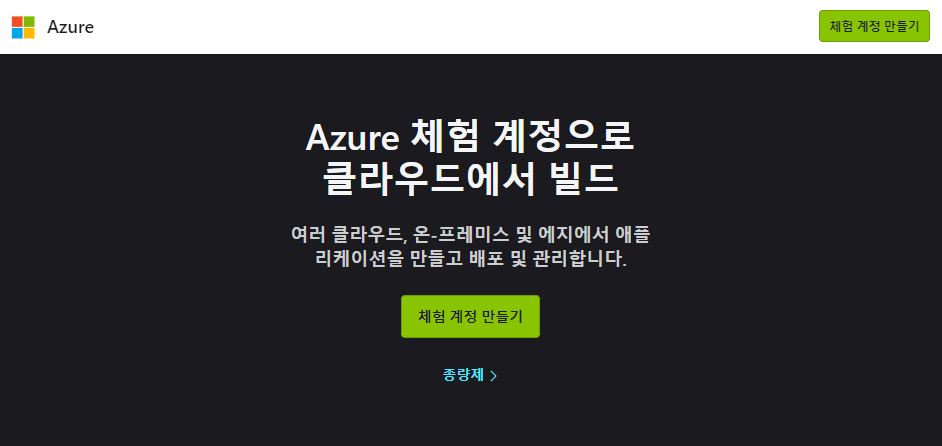 Azure
체험 계정 만들기
Azure 체험 계정으로
클라우드에서 빌드
여러 클라우드, 온-프레미스 및 에지에서 애플
리케이션을 만들고 배포 및 관리합니다.
체험 계정 만들기
종량제 >